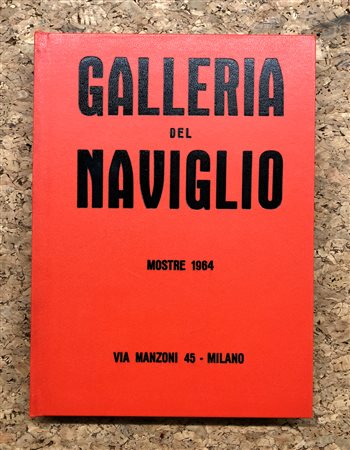 GALLERIA
DEL
NAVIGLIO
MOSTRE 1964
VIA MANZONI 45 - MILANO